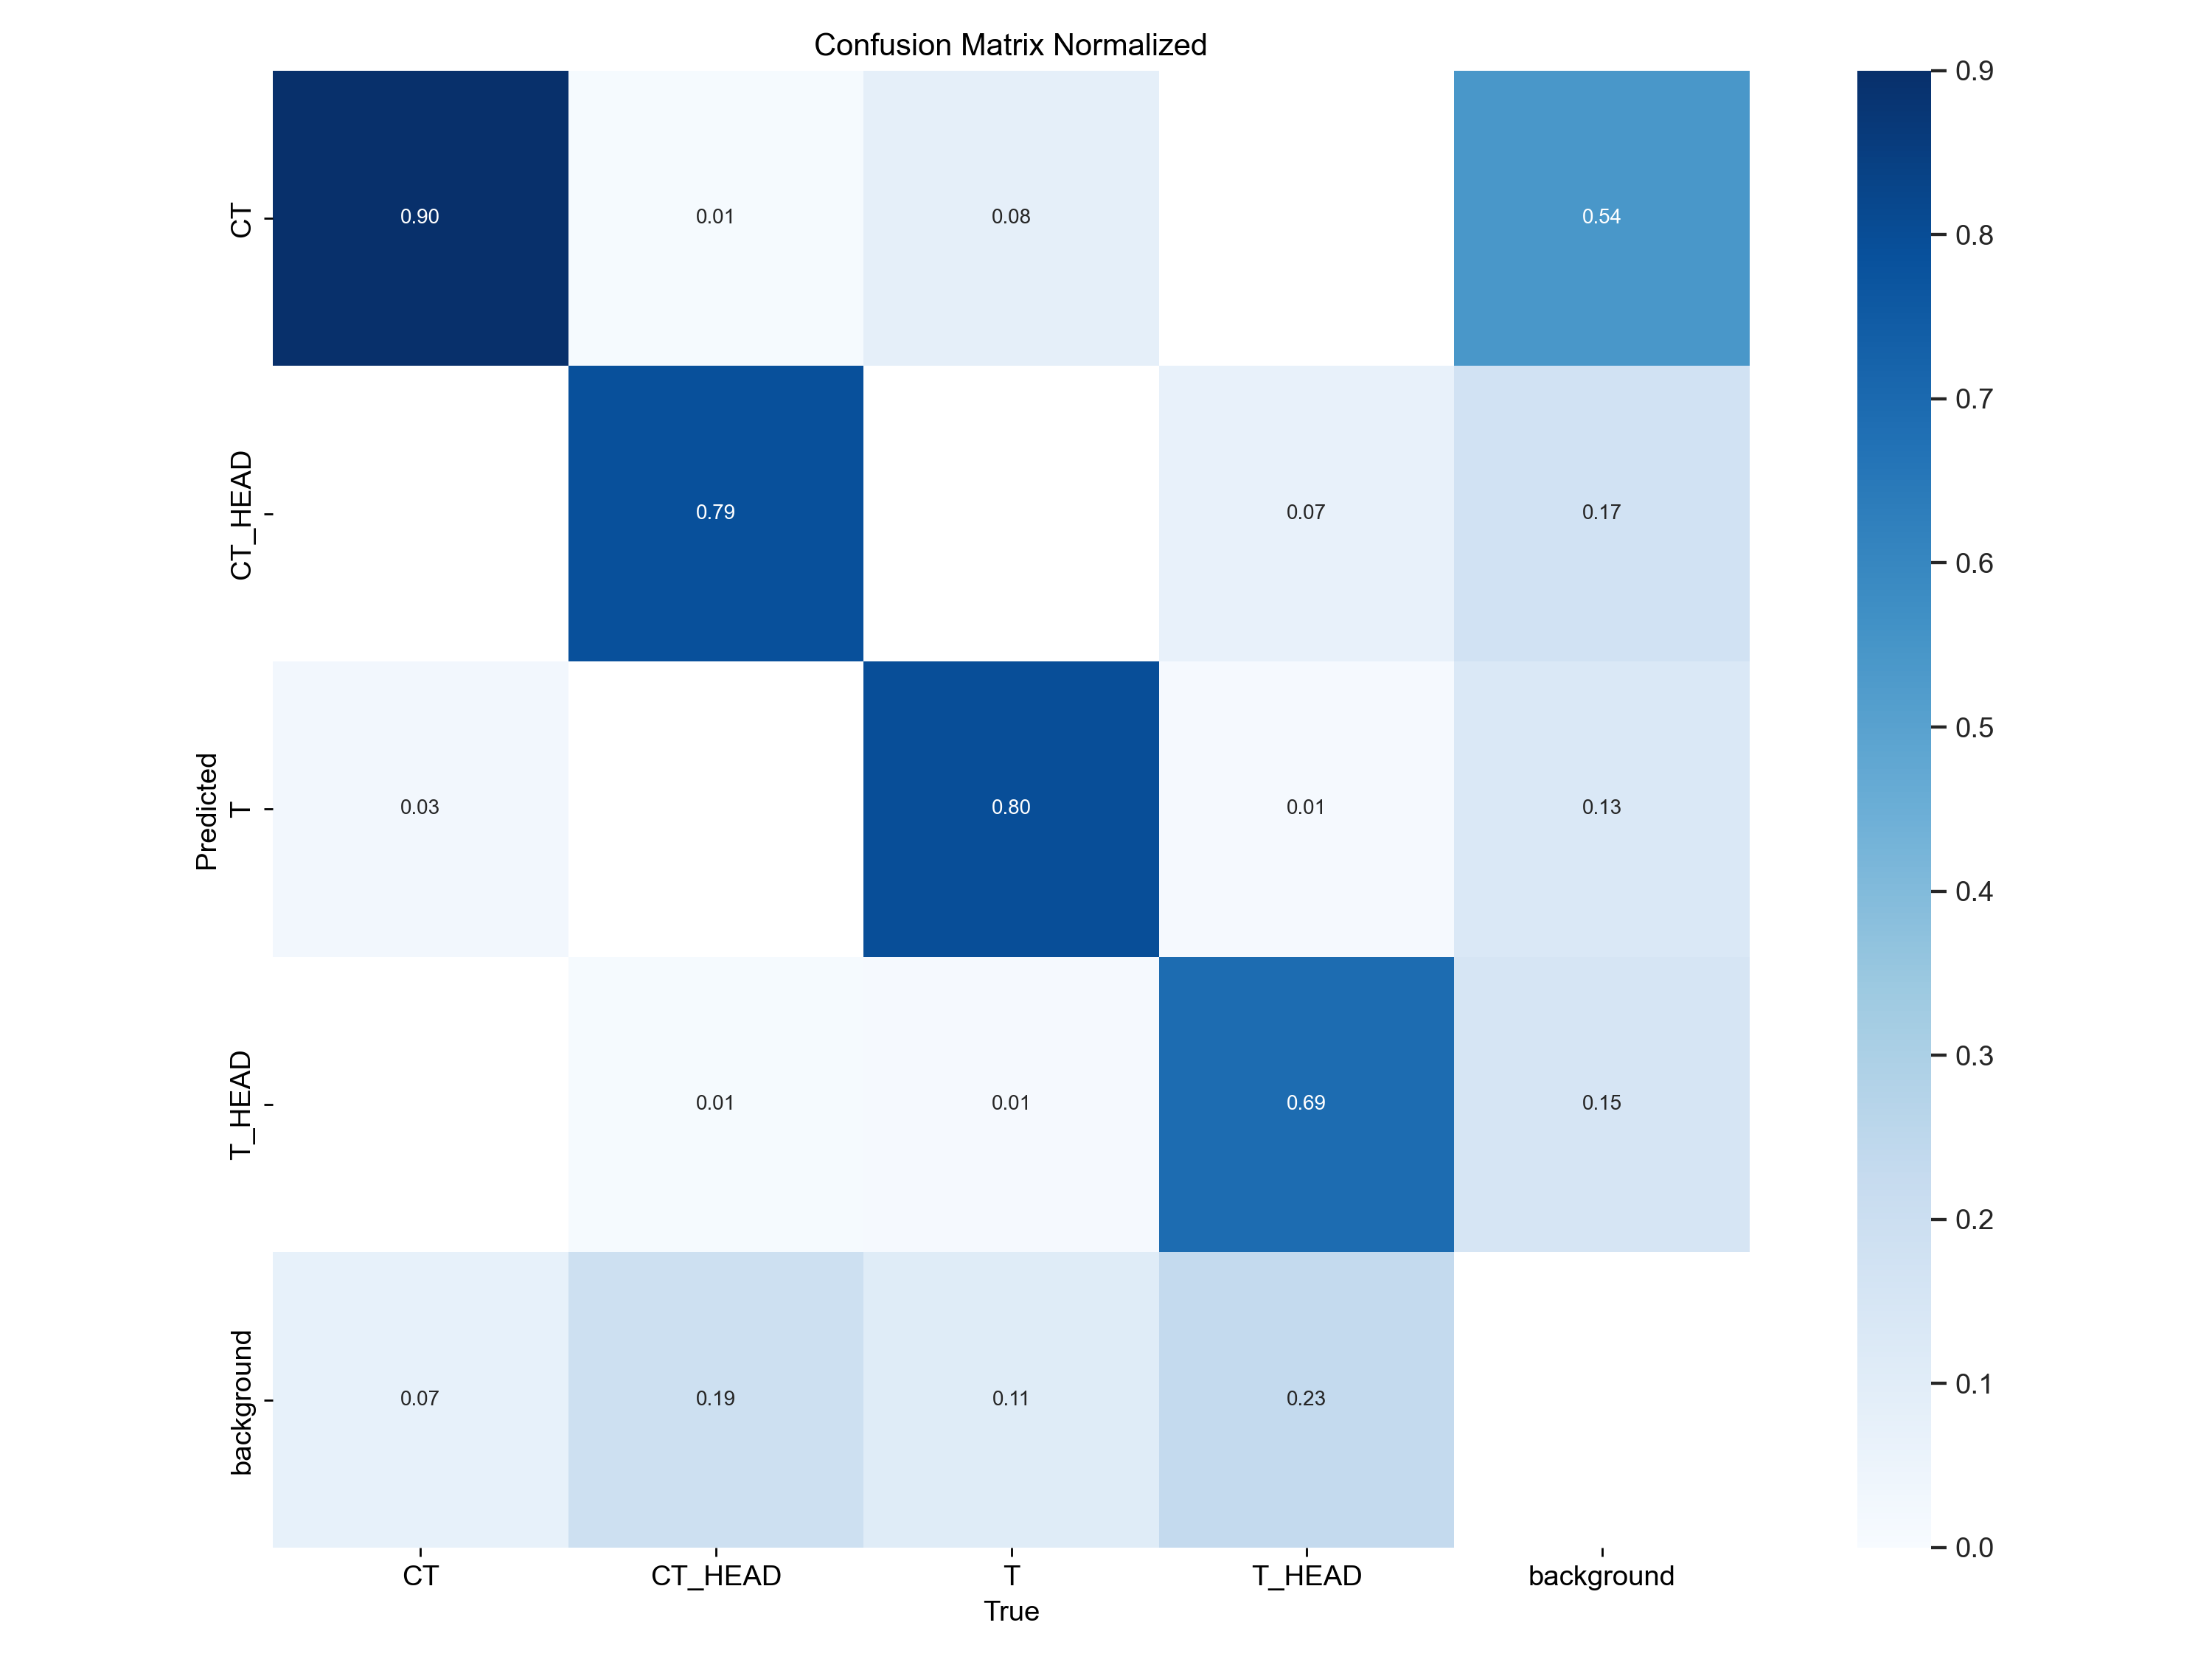 Confusion Matrix Normalized
CT 0.90 0.01 0.08 0.54
CT_HEAD 0.79 0.07 0.17
T 0.03 0.80 0.01 0.13
T_HEAD 0.01 0.01 0.69 0.15
background 0.07 0.19 0.11 0.23
Predicted
CT CT_HEAD T T_HEAD background
True
0.9
0.8
0.7
0.6
0.5
0.4
0.3
0.2
0.1
0.0